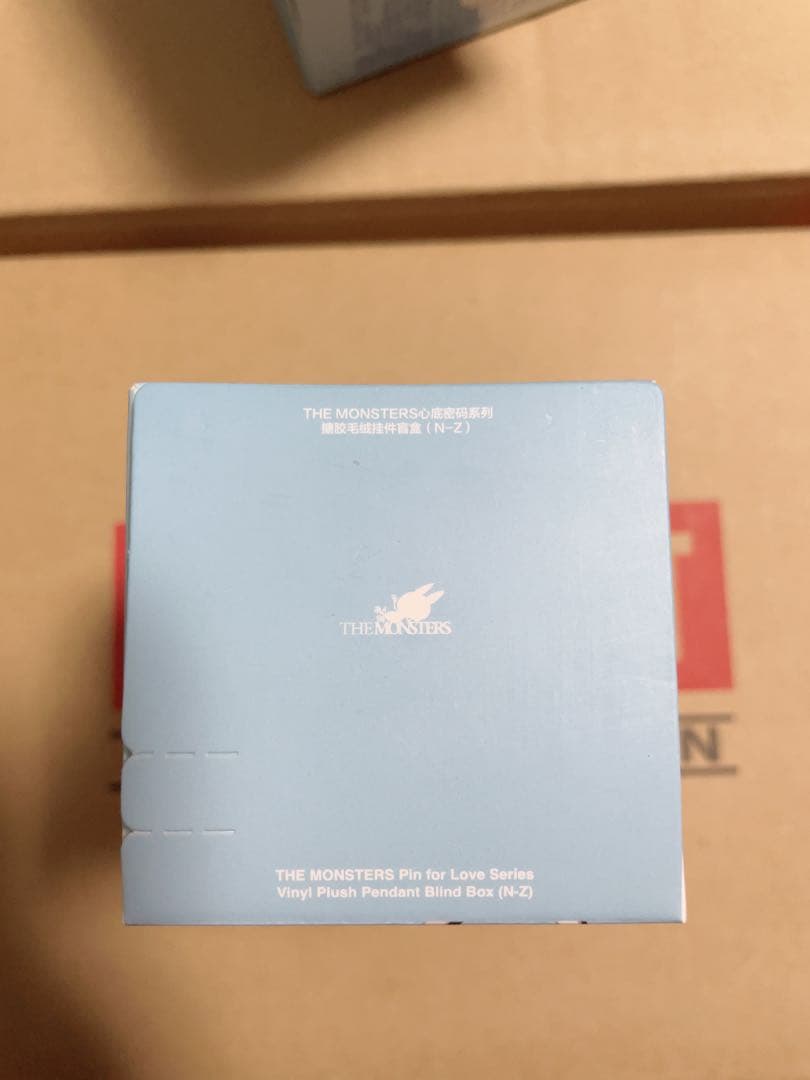 THE MONSTERS心底密码系列
搪胶毛绒挂件盲盒（N-Z）
THE MONSTERS
THE MONSTERS Pin for Love Series
Vinyl Plush Pendant Blind Box (N-Z)
T
N